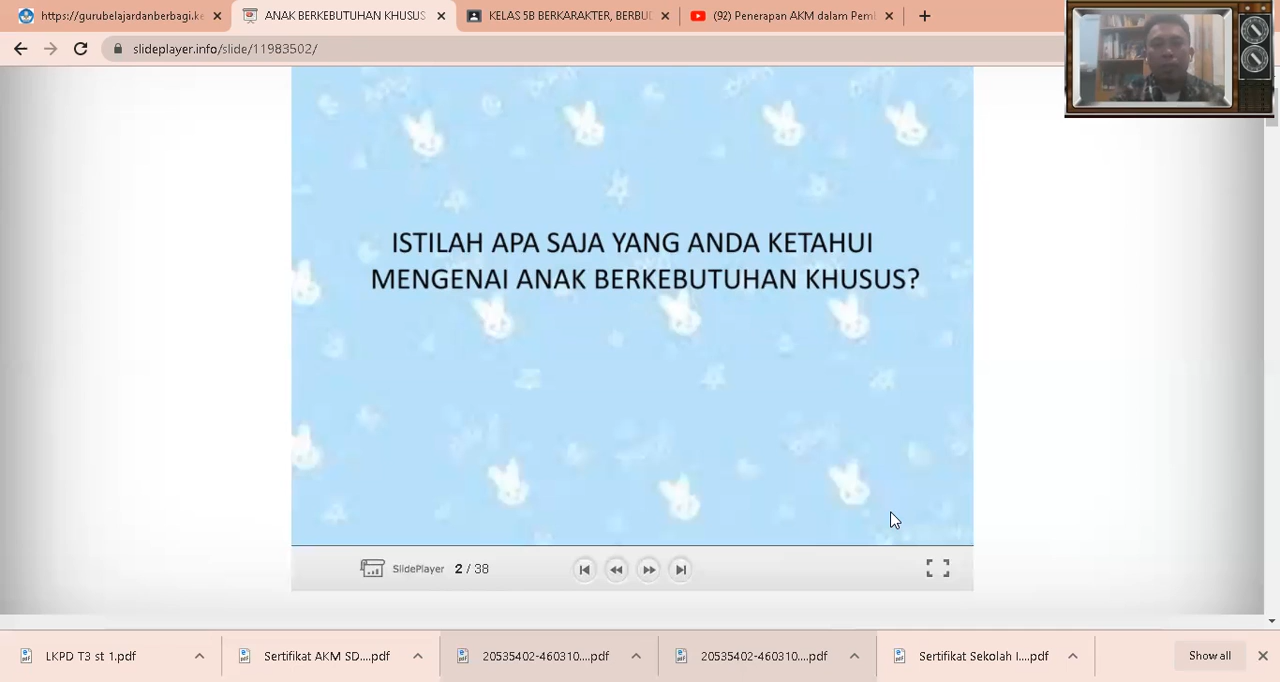 https://gurubelajardanberbagi.ke
ANAK BERKEBUTUHAN KHUSUS
KELAS 5B BERKARAKTER, BERBUD
(92) Penerapan AKM dalam Pemb
slideplayer.info/slide/11983502/
ISTILAH APA SAJA YANG ANDA KETAHUI
MENGENAI ANAK BERKEBUTUHAN KHUSUS?
SlidePlayer 2 / 38
LKPD T3 st 1.pdf
Sertifikat AKM SD....pdf
20535402-460310....pdf
20535402-460310....pdf
Sertifikat Sekolah I....pdf
Show all